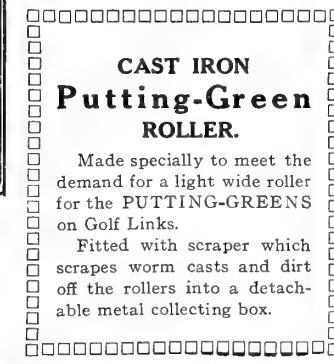 CAST IRON
Putting-Green
ROLLER.
Made specially to meet the
demand for a light wide roller
for the PUTTING-GREENS
on Golf Links.
Fitted with scraper which
scrapes worm casts and dirt
off the rollers into a detach-
able metal collecting box.